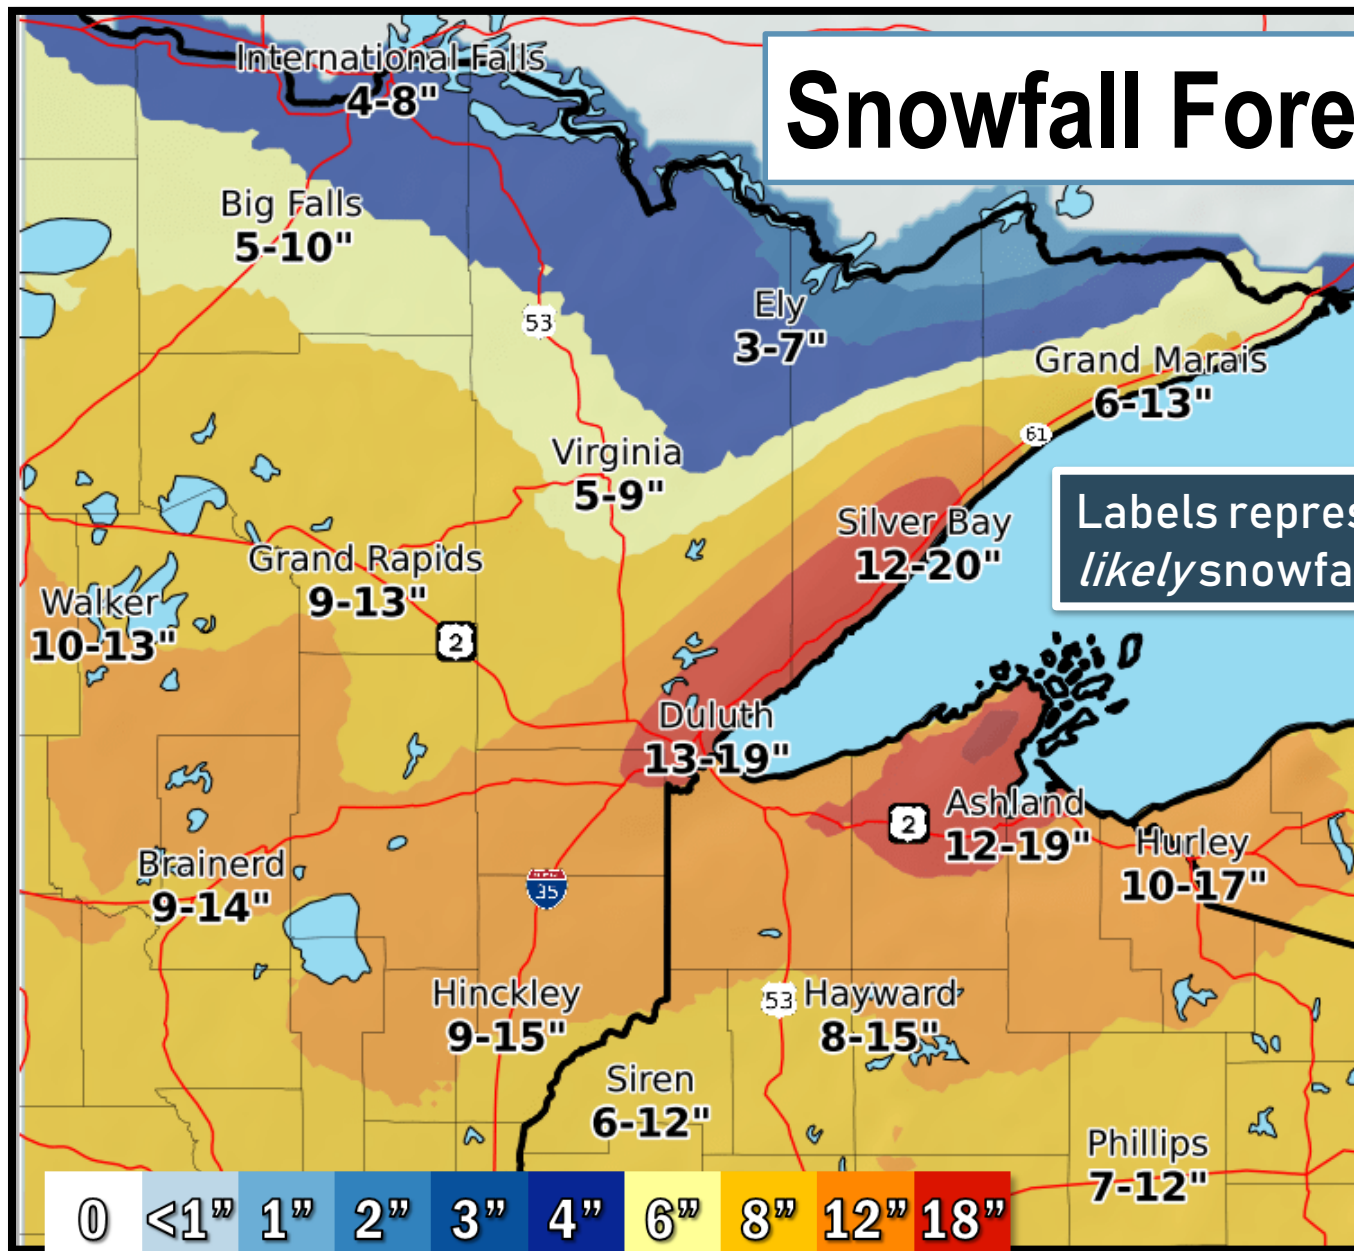 Snowfall Fore
International Falls
4-8"
Big Falls
5-10"
53
Ely
3-7"
Grand Marais
6-13"
61
Virginia
5-9"
Labels repres
likely snowfa
Silver Bay
12-20"
Grand Rapids
9-13"
Walker
10-13"
2
Duluth
13-19"
Ashland
12-19"
2
Hurley
10-17"
Brainerd
9-14"
35
Hinckley
9-15"
53
Hayward
8-15"
Siren
6-12"
Phillips
7-12"
0 <1” 1” 2” 3” 4” 6” 8” 12” 18”